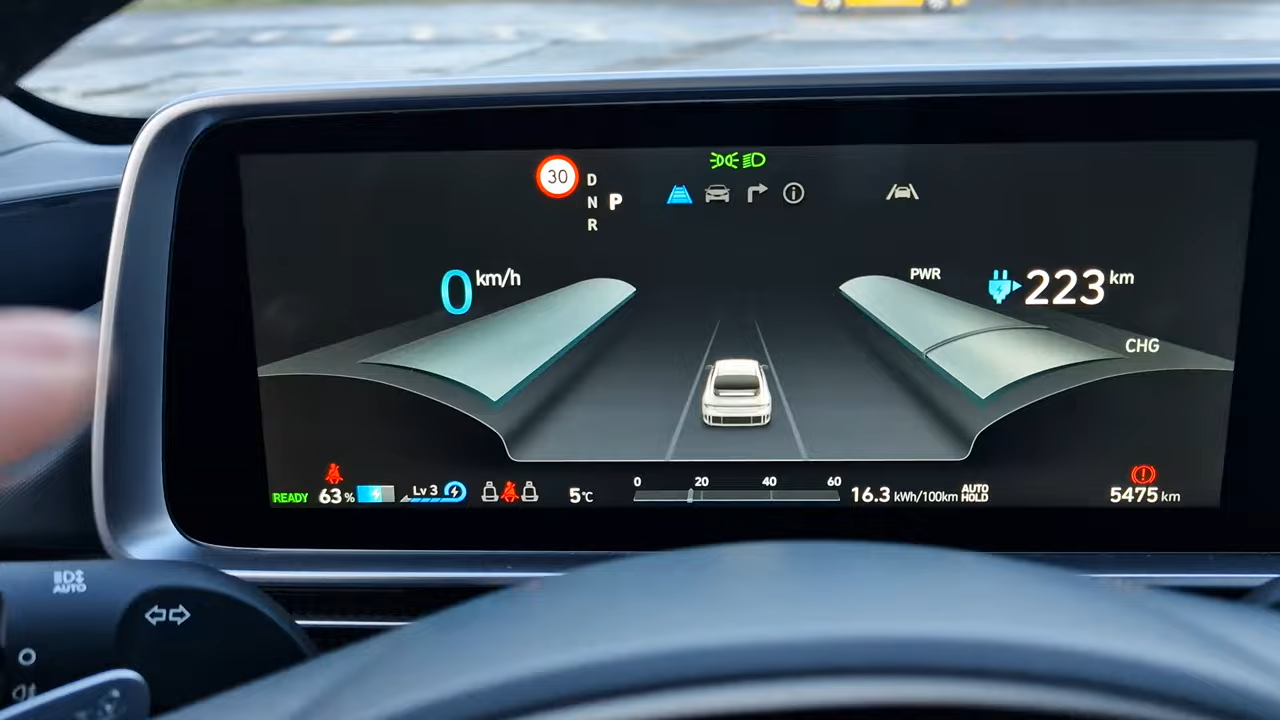 30
D
N P
R
0 km/h
PWR
223 km
CHG
READY 63% Lv 3
5°C
0 20 40 60
16.3 kWh/100km AUTO HOLD
5475 km
AUTO